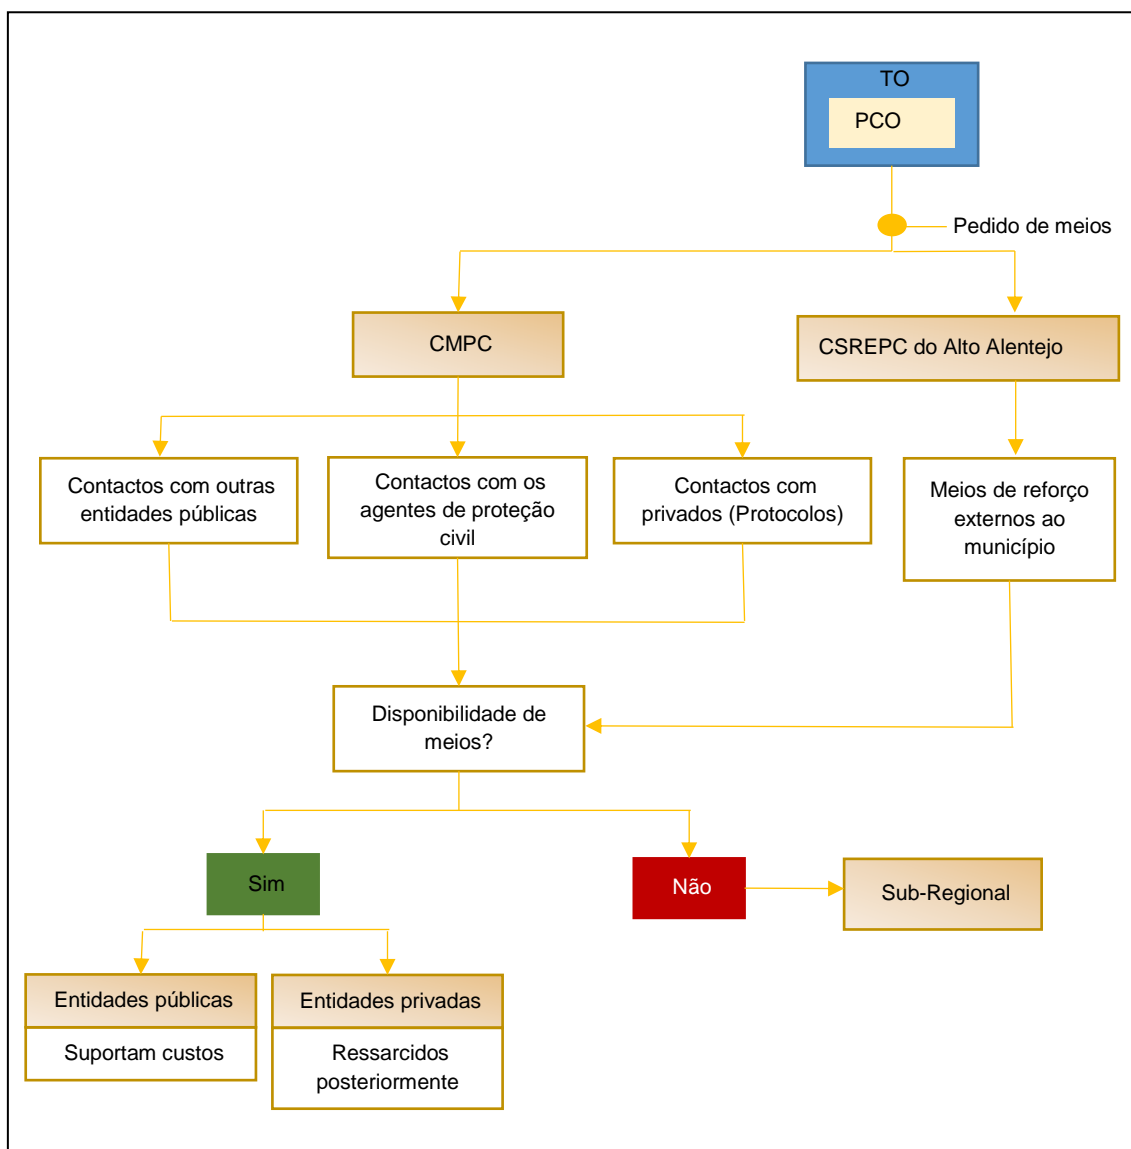 TO
PCO
Pedido de meios
CMPC
CSREPC do Alto Alentejo
Contactos com outras
entidades públicas
Contactos com os
agentes de proteção
civil
Contactos com
privados (Protocolos)
Meios de reforço
externos ao
município
Disponibilidade de
meios?
Sim
Não
Sub-Regional
Entidades públicas
Suportam custos
Entidades privadas
Ressarcidos
posteriormente